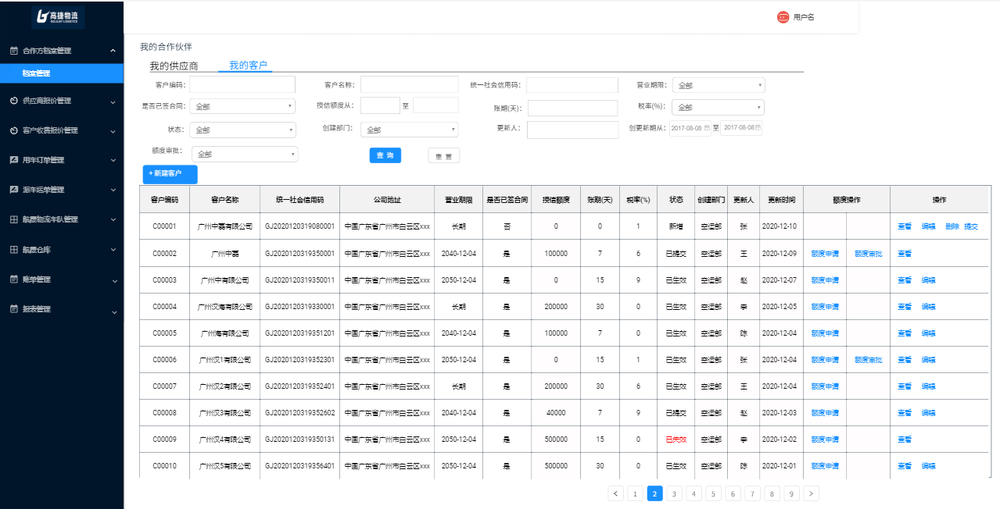 高捷物流
用户名
合作方档案管理
档案管理
供应商报价管理
客户收费报价管理
用车订单管理
派车运单管理
航晟物流车队管理
航晟仓库
账单管理
报表管理
我的合作伙伴
我的供应商 我的客户
客户编码： 客户名称： 统一社会信用码： 营业期限： 全部
是否已签合同： 全部 授信额度从： 至 账期(天)： 税率(%)： 全部
状态： 全部 创建部门： 全部 更新人： 创更新期从： 2017-08-08 至 2017-08-08
额度审批： 全部 查 询 重 置
+ 新建客户
客户编码 客户名称 统一社会信用码 公司地址 营业期限 是否已签合同 授信额度 账期(天) 税率(%) 状态 创建部门 更新人 更新时间 额度操作 操作
C00001 广州中磊有限公司 GJ2020120319080001 中国广东省广州市白云区xxx 长期 否 0 0 1 新增 空运部 张 2020-12-10 查看 编辑 删除 提交
C00002 广州中磊 GJ2020120319350001 中国广东省广州市白云区xxx 2040-12-04 是 100000 7 6 已提交 空运部 王 2020-12-09 额度申请 额度审批 查看
C00003 广州中有限公司 GJ2020120319350011 中国广东省广州市白云区xxx 2050-12-04 是 0 15 9 已生效 空运部 赵 2020-12-07 额度申请 查看 编辑
C00004 广州汉海有限公司 GJ2020120319330001 中国广东省广州市白云区xxx 长期 是 200000 30 0 已生效 空运部 李 2020-12-05 额度申请 查看 编辑
C00005 广州海有限公司 GJ2020120319351201 中国广东省广州市白云区xxx 2040-12-04 是 100000 7 0 已生效 空运部 陈 2020-12-04 额度申请 查看 编辑
C00006 广州汉1有限公司 GJ2020120319352301 中国广东省广州市白云区xxx 2050-12-04 是 0 15 1 已生效 空运部 张 2020-12-04 额度申请 额度审批 查看 编辑
C00007 广州汉2有限公司 GJ2020120319352401 中国广东省广州市白云区xxx 长期 是 200000 30 6 已生效 空运部 王 2020-12-04 额度申请 查看 编辑
C00008 广州汉3有限公司 GJ2020120319352602 中国广东省广州市白云区xxx 2040-12-04 是 40000 7 9 已提交 空运部 赵 2020-12-03 额度申请 查看 编辑
C00009 广州汉4有限公司 GJ2020120319350131 中国广东省广州市白云区xxx 2050-12-04 是 500000 15 0 已失效 空运部 李 2020-12-02 额度申请 查看
C00010 广州汉5有限公司 GJ2020120319356401 中国广东省广州市白云区xxx 2050-12-04 是 500000 30 0 已生效 空运部 陈 2020-12-01 额度申请 查看 编辑
< 1 2 3 4 5 6 7 8 9 >